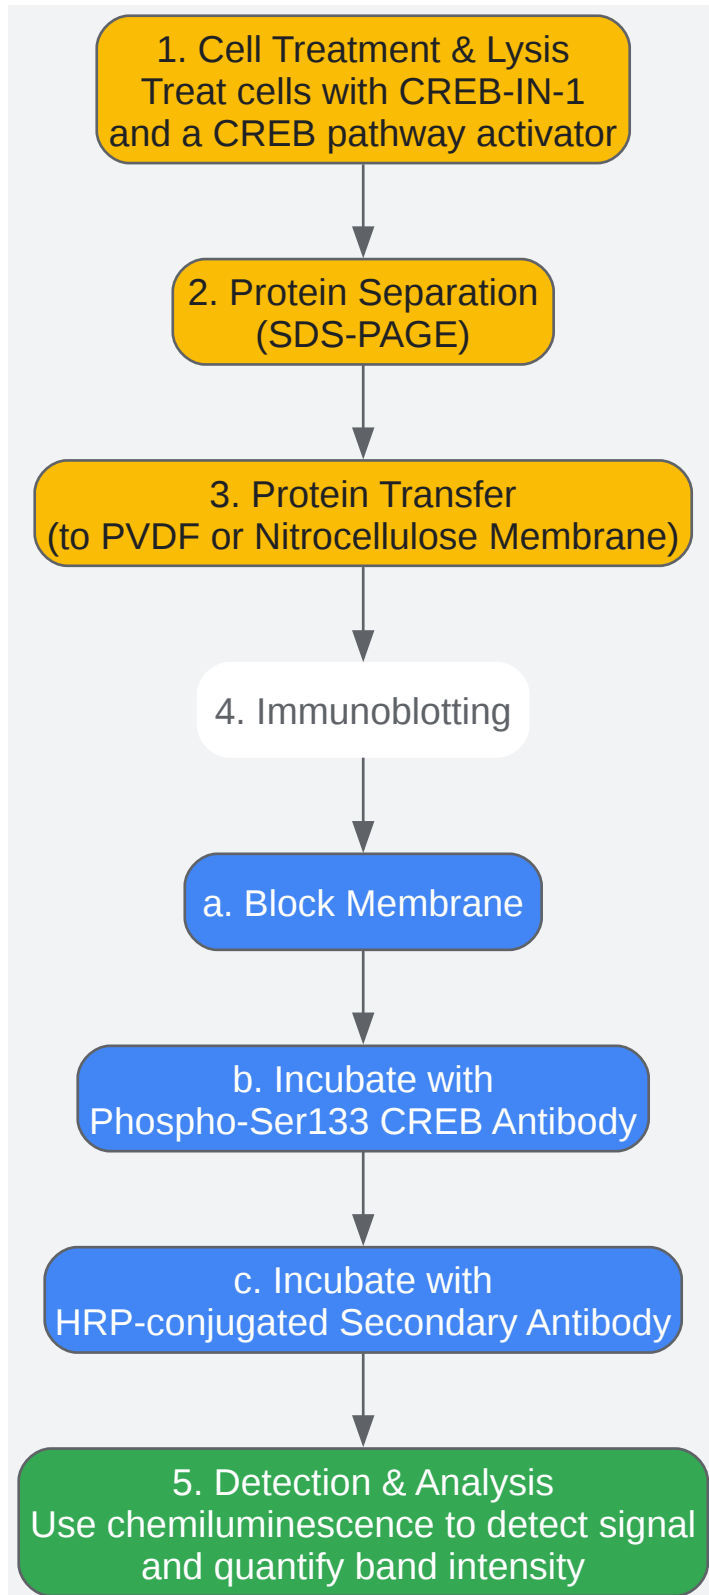 1. Cell Treatment & Lysis
Treat cells with CREB-IN-1
and a CREB pathway activator
2. Protein Separation
(SDS-PAGE)
3. Protein Transfer
(to PVDF or Nitrocellulose Membrane)
4. Immunoblotting
a. Block Membrane
b. Incubate with
Phospho-Ser133 CREB Antibody
c. Incubate with
HRP-conjugated Secondary Antibody
5. Detection & Analysis
Use chemiluminescence to detect signal
and quantify band intensity